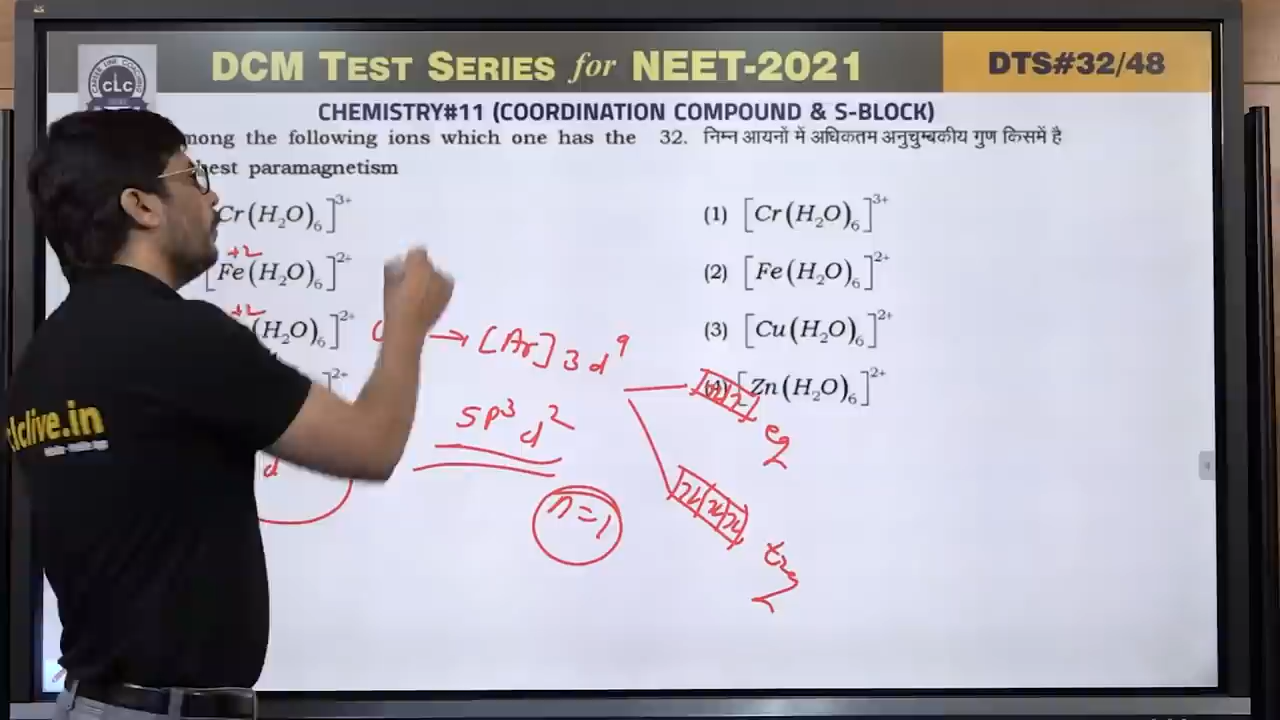 DCM TEST SERIES for NEET-2021
DTS#32/48
CLC
CHEMISTRY#11 (COORDINATION COMPOUND & S-BLOCK)
mong the following ions which one has the
hest paramagnetism
Cr(H₂O)₆]³⁺
+2
[Fe(H₂O)₆]²⁺
+2
(H₂O)₆]²⁺
]²⁺
32. निम्न आयनों में अधिकतम अनुचुम्बकीय गुण किसमें है
(1) [Cr(H₂O)₆]³⁺
(2) [Fe(H₂O)₆]²⁺
(3) [Cu(H₂O)₆]²⁺
(4) [Zn(H₂O)₆]²⁺
→ [Ar] 3d⁹
sp³d²
n=1
eg
t₂g
d
clclive.in